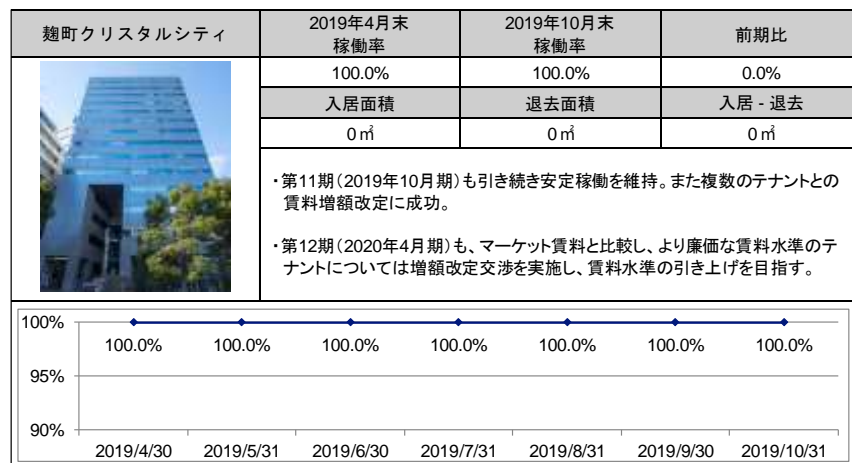 麹町クリスタルシティ
2019年4月末
稼働率
2019年10月末
稼働率
前期比
100.0%
100.0%
0.0%
入居面積
退去面積
入居 - 退去
0㎡
0㎡
0㎡
・第11期（2019年10月期）も引き続き安定稼働を維持。また複数のテナントとの
賃料増額改定に成功。
・第12期（2020年4月期）も、マーケット賃料と比較し、より廉価な賃料水準のテ
ナントについては増額改定交渉を実施し、賃料水準の引き上げを目指す。
100%
95%
90%
100.0%
100.0%
100.0%
100.0%
100.0%
100.0%
100.0%
2019/4/30
2019/5/31
2019/6/30
2019/7/31
2019/8/31
2019/9/30
2019/10/31